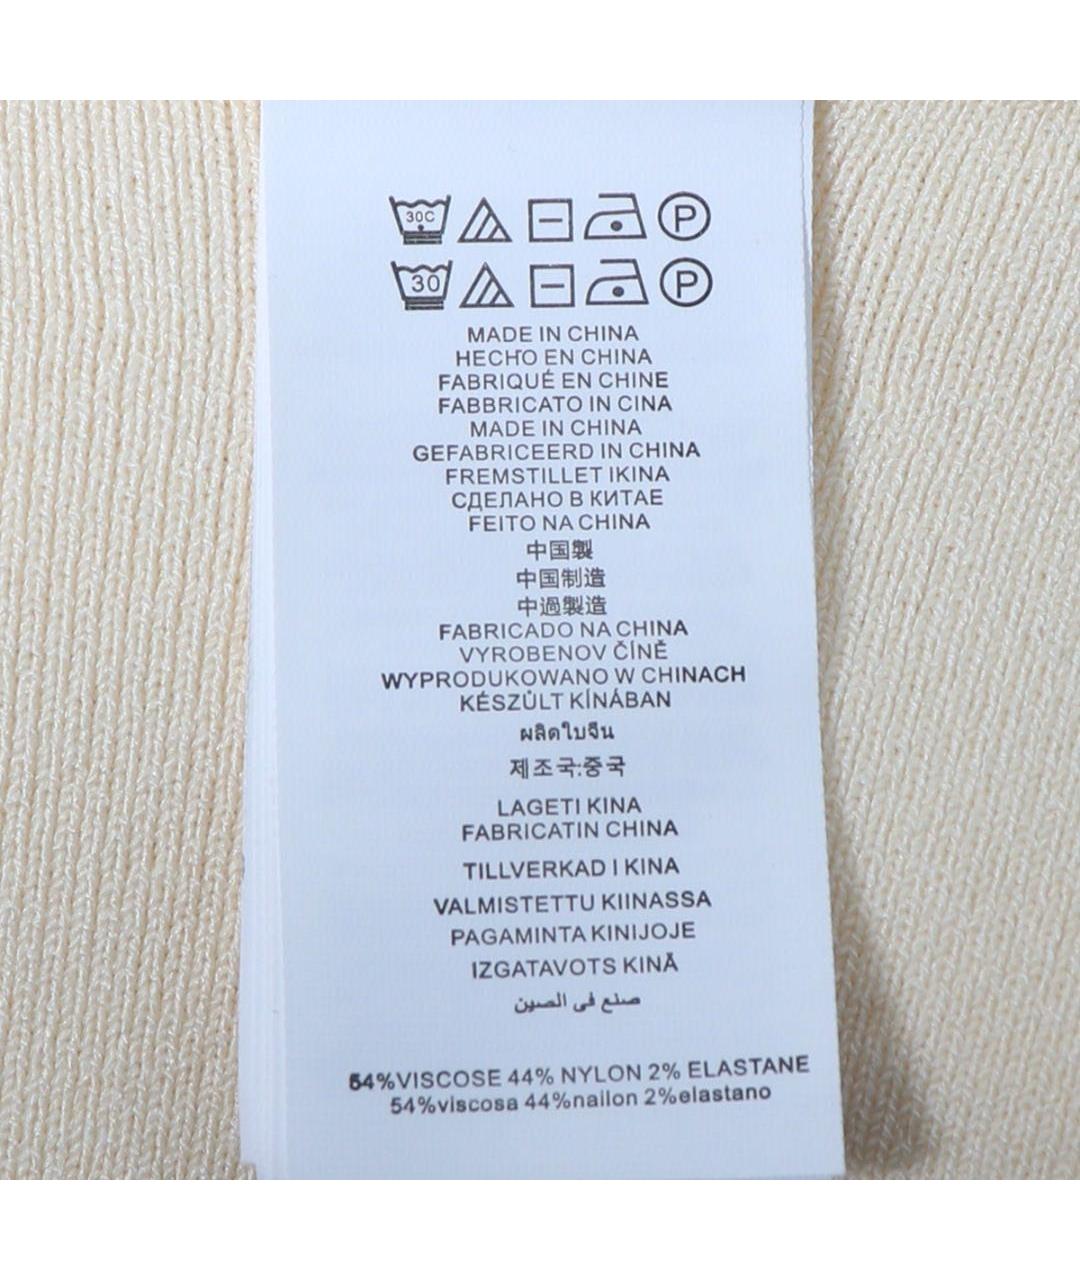 30C P
30 P
MADE IN CHINA
HECHO EN CHINA
FABRIQUÉ EN CHINE
FABBRICATO IN CINA
MADE IN CHINA
GEFABRICEERD IN CHINA
FREMSTILLET IKINA
СДЕЛАНО В КИТАЕ
FEITO NA CHINA
中国製
中国制造
中過製造
FABRICADO NA CHINA
VYROBENOV ČÍNĚ
WYPRODUKOWANO W CHINACH
KÉSZŮLT KÍNÁBAN
ผลิตใบจีน
제조국:중국
LAGETI KINA
FABRICATIN CHINA
TILLVERKAD I KINA
VALMISTETTU KIINASSA
PAGAMINTA KINIJOJE
IZGATAVOTS KINĀ
صنع في الصين
54%VISCOSE 44% NYLON 2% ELASTANE
54%viscosa 44%nailon 2%elastano